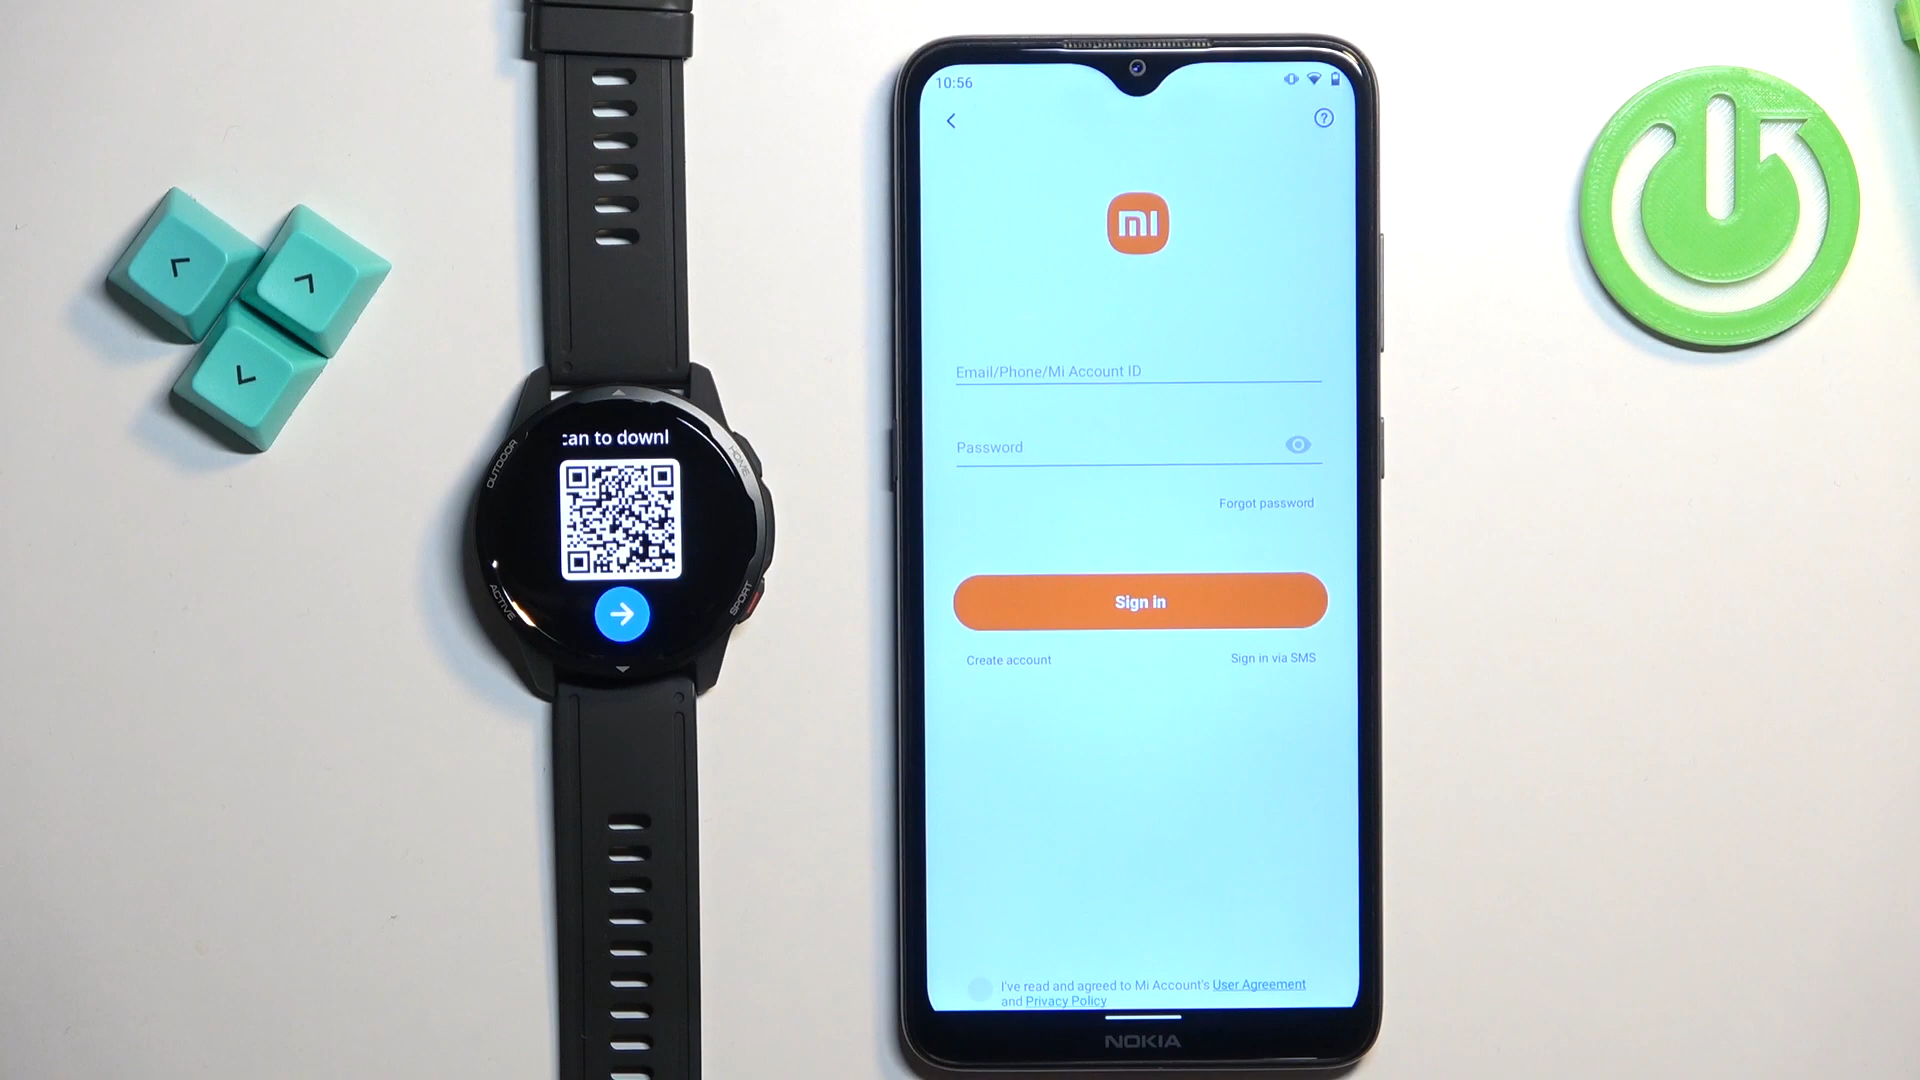 can to downl
OUTDOOR
HOME
ACTIVE
SPORT
10:56
mi
Email/Phone/Mi Account ID
Password
Forgot password
Sign in
Create account
Sign in via SMS
I've read and agreed to Mi Account's User Agreement
and Privacy Policy
NOKIA